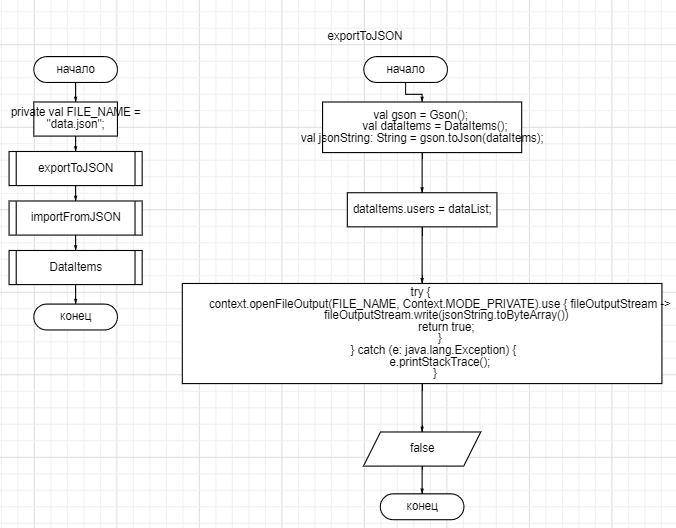 начало
private val FILE_NAME =
"data.json";
exportToJSON
importFromJSON
DataItems
конец
exportToJSON
начало
val gson = Gson();
val dataItems = DataItems();
val jsonString: String = gson.toJson(dataItems);
dataItems.users = dataList;
try {
context.openFileOutput(FILE_NAME, Context.MODE_PRIVATE).use { fileOutputStream ->
fileOutputStream.write(jsonString.toByteArray())
return true;
}
} catch (e: java.lang.Exception) {
e.printStackTrace();
}
false
конец